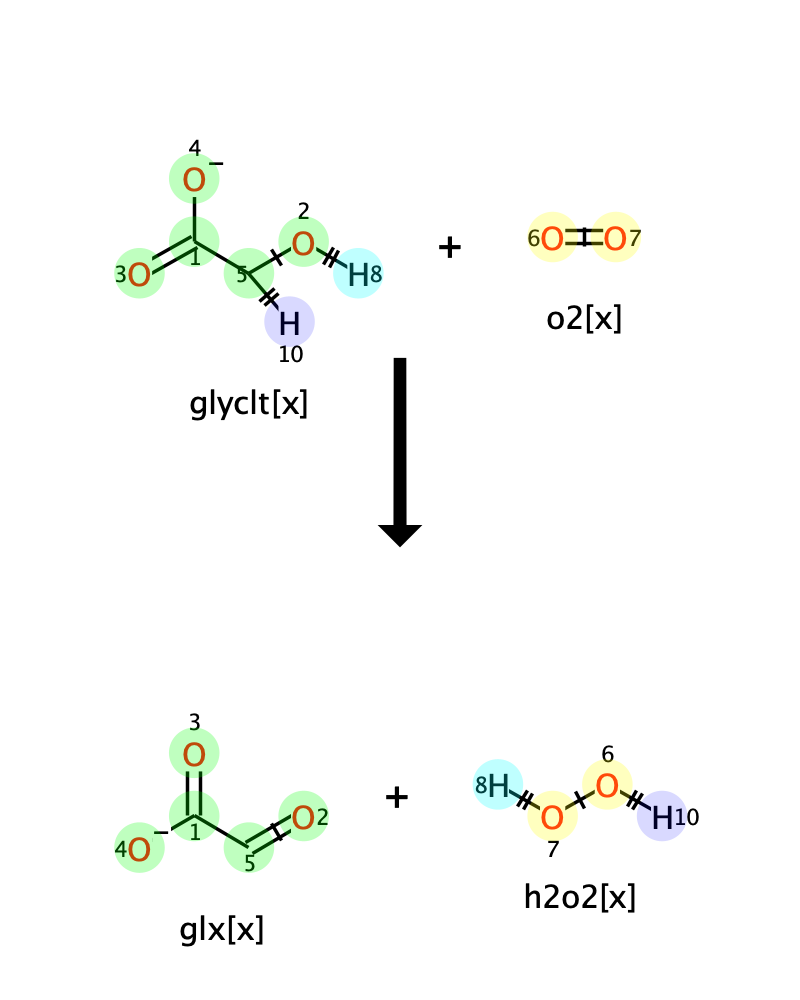 4
O−
2
O
+
6O O7
3O
1
5
H8
H
o2[x]
10
glyclt[x]
3
O
6
8H
+
O
O2
O
H10
1
4O−
5
7
h2o2[x]
glx[x]